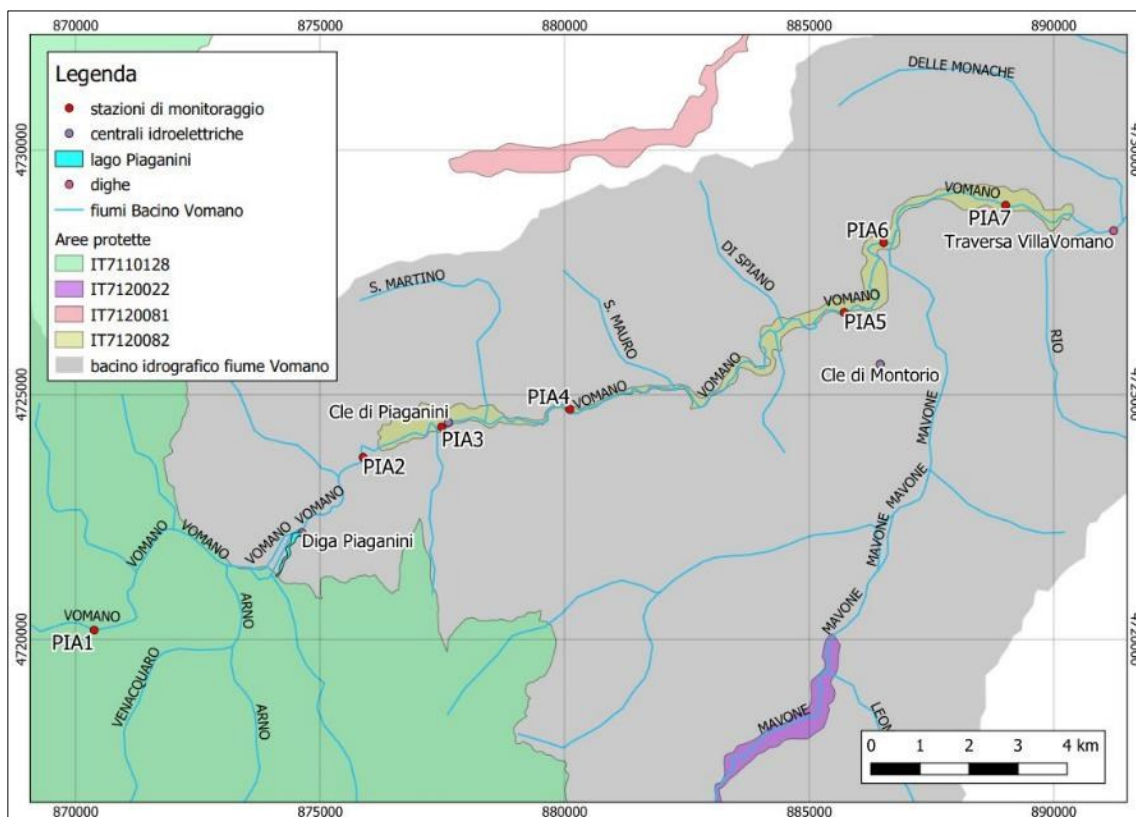 870000 875000 880000 885000 890000
Legenda
stazioni di monitoraggio
centrali idroelettriche
lago Piaganini
dighe
fiumi Bacino Vomano
Aree protette
IT7110128
IT7120022
IT7120081
IT7120082
bacino idrografico fiume Vomano
DELLE MONACHE
4730000
4730000
VOMANO
PIA7
PIA6
Traversa VillaVomano
DI SPIANO
S. MARTINO
S. MAURO
VOMANO
PIA5
RIO
VOMANO
Cle di Montorio
4725000
4725000
PIA4
VOMANO
Cle di Piaganini
PIA3
MAVONE
PIA2
VOMANO
MAVONE
VOMANO
VOMANO
VOMANO
Diga Piaganini
MAVONE
ARNO
VOMANO
PIA1
MAVONE
4720000
4720000
VENACQUARO
ARNO
MAVONE
LEON
0 1 2 3 4 km
870000 875000 880000 885000 890000